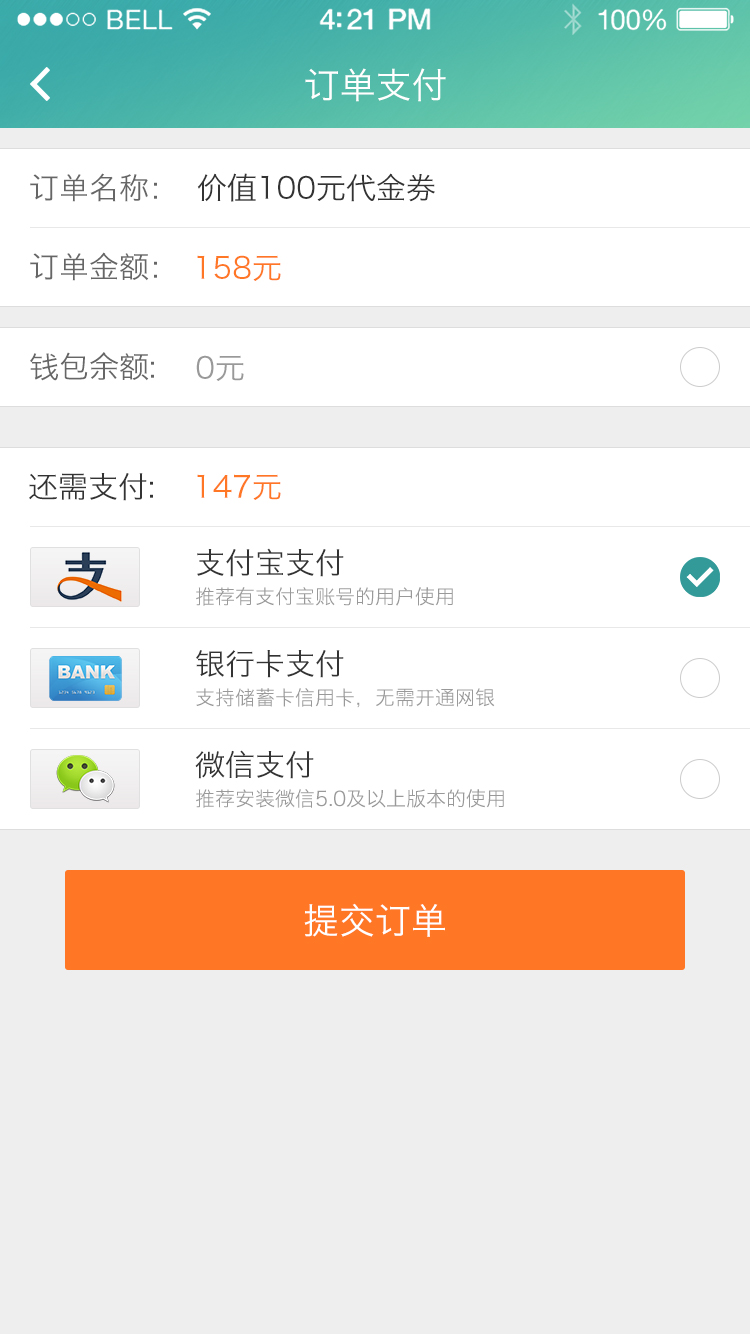 BELL 4:21 PM 100%
订单支付
订单名称: 价值100元代金券
订单金额: 158元
钱包余额: 0元
还需支付: 147元
支
支付宝支付
推荐有支付宝账号的用户使用
BANK
银行卡支付
支持储蓄卡信用卡，无需开通网银
微信支付
推荐安装微信5.0及以上版本的使用
提交订单